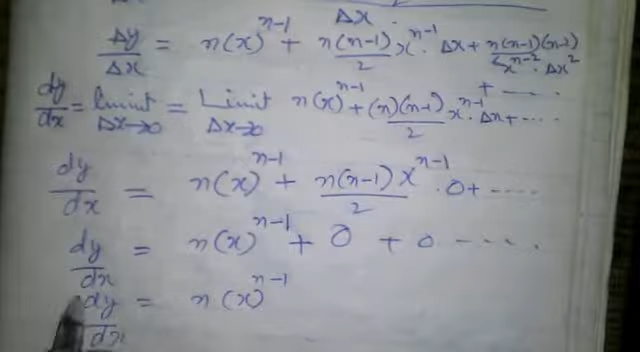 Δx .
Δy/Δx = n(x)^{n-1} + n(n-1)/2 x^{n-1} . Δx + n(n-1)(n-2)/ x^{n-2} . Δx^2
+ - - - -
dy/dx = limit Δx→0 = Limit Δx→0 n(x)^{n-1} + (n)(n-1)/2 x^{n-1} . Δx + - - - -
dy/dx = n(x)^{n-1} + n(n-1)/2 x^{n-1} . 0 + - - - -
dy/dx = n(x)^{n-1} + 0 + 0 - - - - .
dy/dx = n(x)^{n-1}